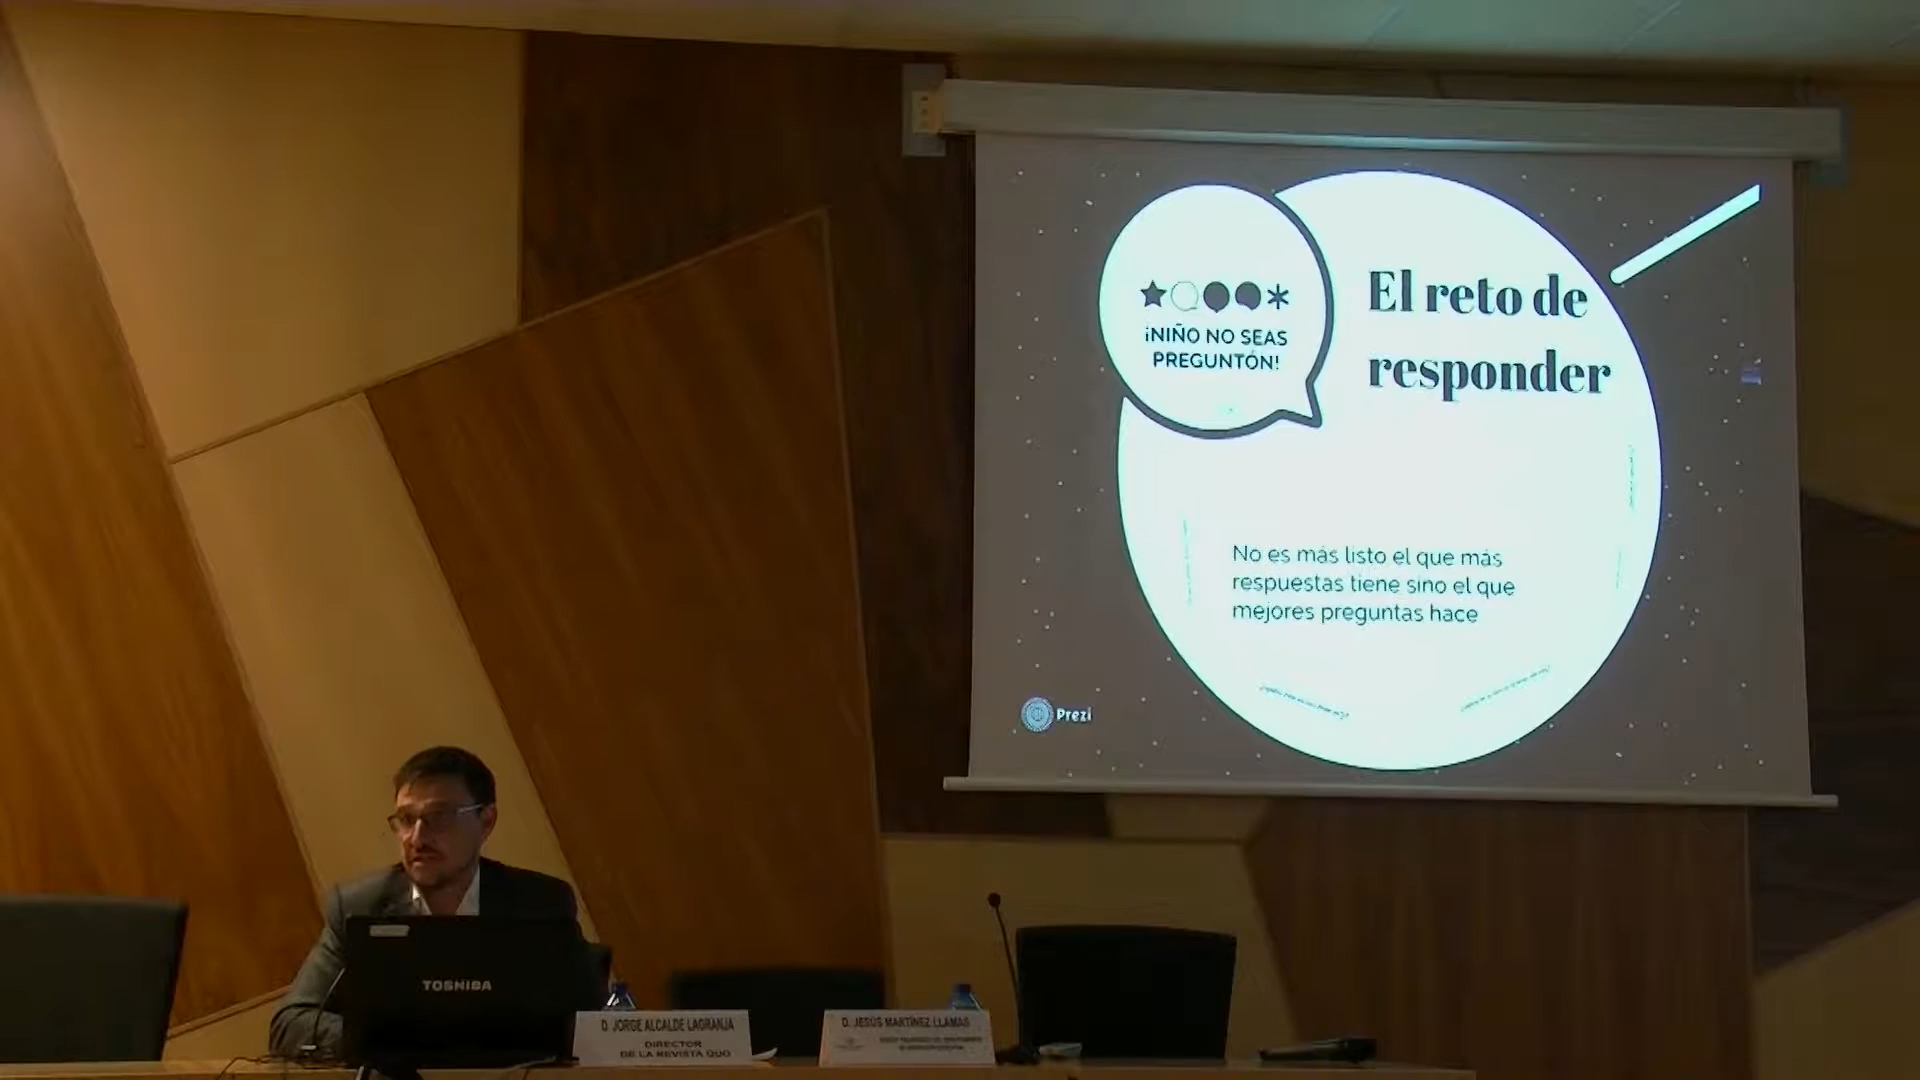 ¡NIÑO NO SEAS
PREGUNTÓN!
El reto de
responder
No es más listo el que más
respuestas tiene sino el que
mejores preguntas hace
Prezi
TOSHIBA
D. JORGE ALCALDE LAGRANJA
DIRECTOR
DE LA REVISTA QUO
D. JESÚS MARTÍNEZ LLAMAS